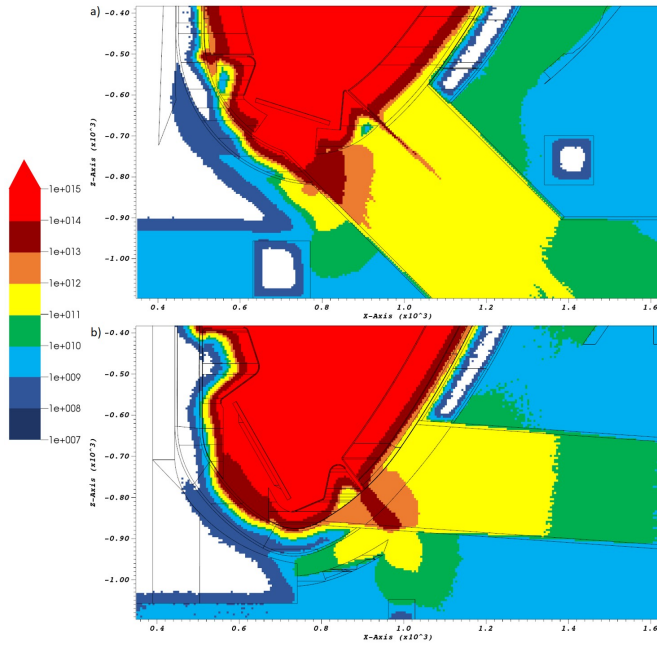 a)
-0.40
-0.50
-0.60
-0.70
-0.80
-0.90
-1.00
Z-Axis (x10^3)
0.4 0.6 0.8 1.0 1.2 1.4 1.6
X-Axis (x10^3)
1e+015
1e+014
1e+013
1e+012
1e+011
1e+010
1e+009
1e+008
1e+007
b)
-0.40
-0.50
-0.60
-0.70
-0.80
-0.90
-1.00
Z-Axis (x10^3)
0.4 0.6 0.8 1.0 1.2 1.4 1.6
X-Axis (x10^3)